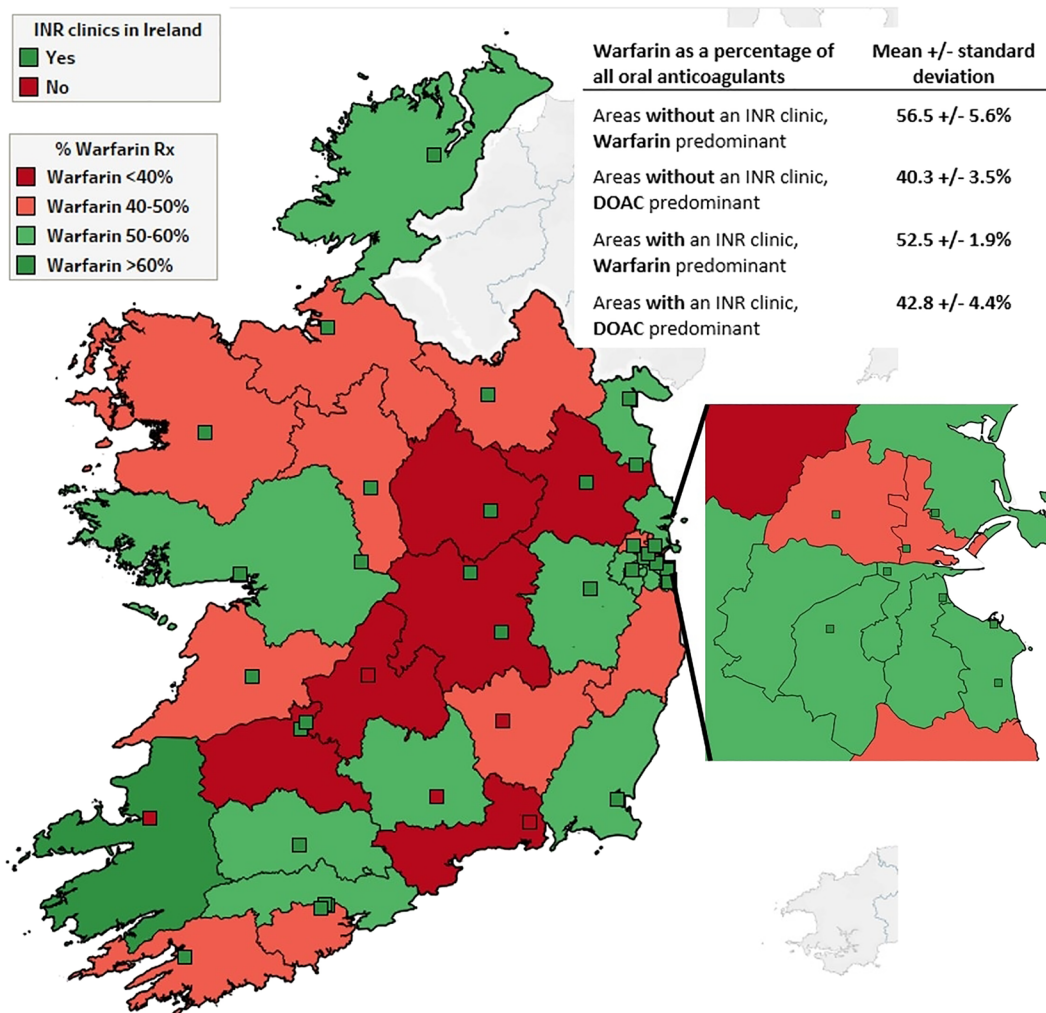 INR clinics in Ireland
Yes
No
% Warfarin Rx
Warfarin <40%
Warfarin 40-50%
Warfarin 50-60%
Warfarin >60%
Warfarin as a percentage of
all oral anticoagulants
Mean +/- standard
deviation
Areas without an INR clinic,
Warfarin predominant
56.5 +/- 5.6%
Areas without an INR clinic,
DOAC predominant
40.3 +/- 3.5%
Areas with an INR clinic,
Warfarin predominant
52.5 +/- 1.9%
Areas with an INR clinic,
DOAC predominant
42.8 +/- 4.4%